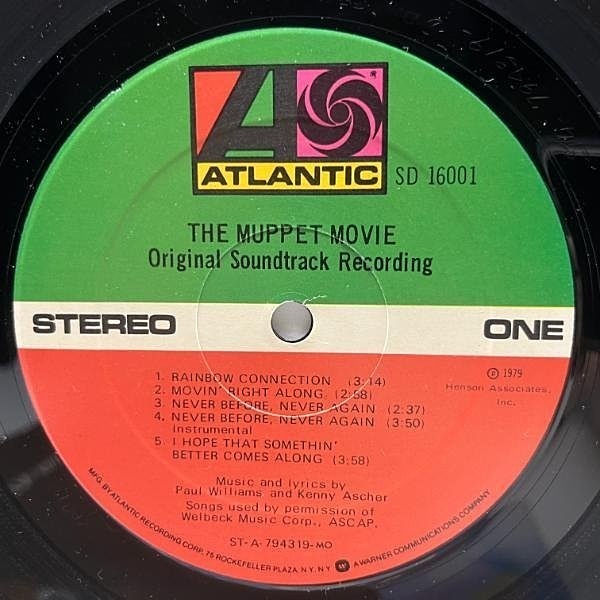 ATLANTIC
SD 16001
THE MUPPET MOVIE
Original Soundtrack Recording
STEREO
ONE
℗ 1979
Henson Associates,
Inc.
1. RAINBOW CONNECTION (3:14)
2. MOVIN' RIGHT ALONG (2:58)
3. NEVER BEFORE, NEVER AGAIN (2:37)
4. NEVER BEFORE, NEVER AGAIN (3:50)
(instrumental)
5. I HOPE THAT SOMETHIN'
BETTER COMES ALONG (3:58)
Music and lyrics by
Paul Williams and Kenny Ascher
Songs used by permission of
Welbeck Music Corp., ASCAP.
ST-A-794319-MO
MFG. BY ATLANTIC RECORDING CORP. 75 ROCKEFELLER PLAZA, N.Y. N.Y. A WARNER COMMUNICATIONS COMPANY